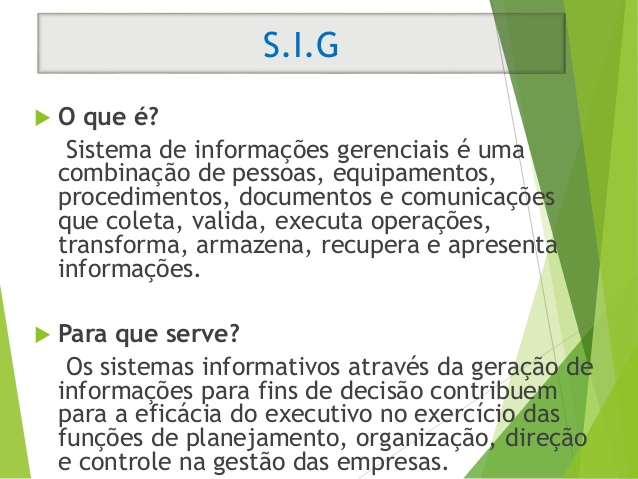 S.I.G
O que é?
Sistema de informações gerenciais é uma
combinação de pessoas, equipamentos,
procedimentos, documentos e comunicações
que coleta, valida, executa operações,
transforma, armazena, recupera e apresenta
informações.
Para que serve?
Os sistemas informativos através da geração de
informações para fins de decisão contribuem
para a eficácia do executivo no exercício das
funções de planejamento, organização, direção
e controle na gestão das empresas.